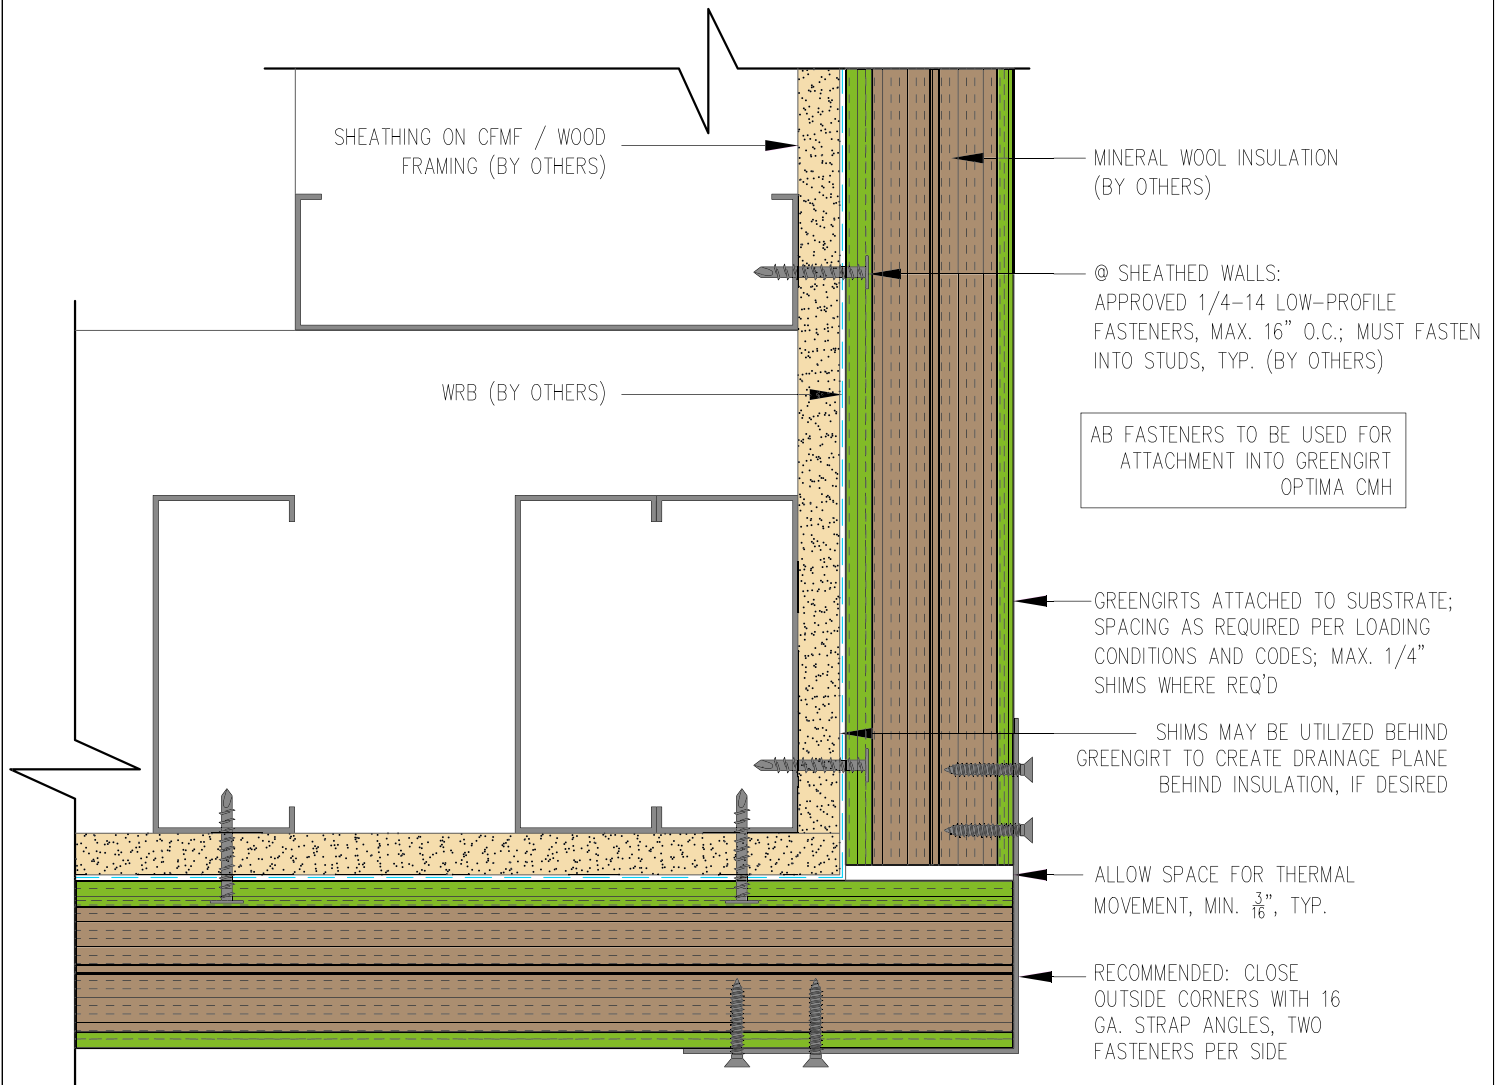 SHEATHING ON CFMF / WOOD
FRAMING (BY OTHERS)
MINERAL WOOL INSULATION
(BY OTHERS)
@ SHEATHED WALLS:
APPROVED 1/4-14 LOW-PROFILE
FASTENERS, MAX. 16" O.C.; MUST FASTEN
INTO STUDS, TYP. (BY OTHERS)
WRB (BY OTHERS)
AB FASTENERS TO BE USED FOR
ATTACHMENT INTO GREENGIRT
OPTIMA CMH
GREENGIRTS ATTACHED TO SUBSTRATE;
SPACING AS REQUIRED PER LOADING
CONDITIONS AND CODES; MAX. 1/4"
SHIMS WHERE REQ'D
SHIMS MAY BE UTILIZED BEHIND
GREENGIRT TO CREATE DRAINAGE PLANE
BEHIND INSULATION, IF DESIRED
ALLOW SPACE FOR THERMAL
MOVEMENT, MIN. 3/16", TYP.
RECOMMENDED: CLOSE
OUTSIDE CORNERS WITH 16
GA. STRAP ANGLES, TWO
FASTENERS PER SIDE